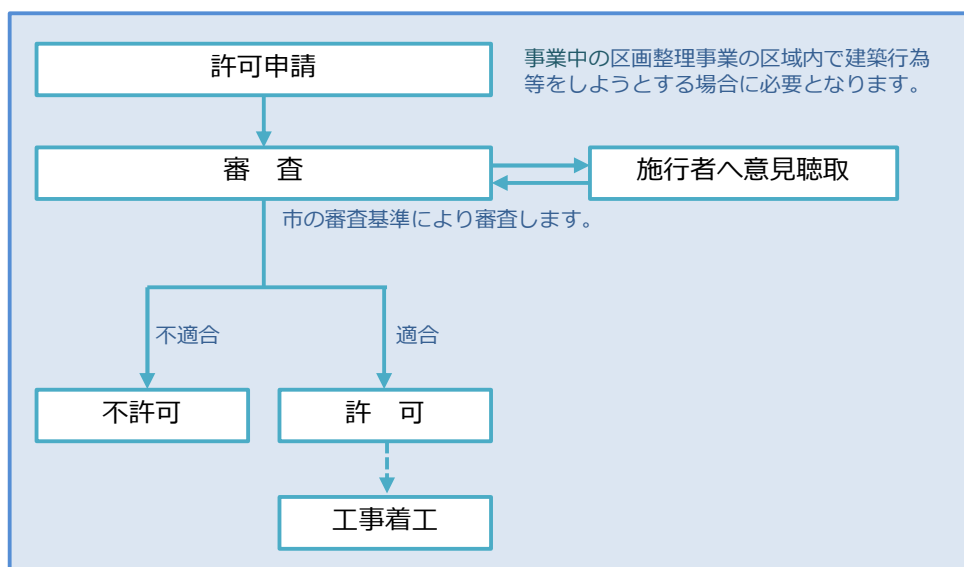 許可申請
事業中の区画整理事業の区域内で建築行為
等をしようとする場合に必要となります。
審　査
施行者へ意見聴取
市の審査基準により審査します。
不適合
適合
不許可
許　可
工事着工